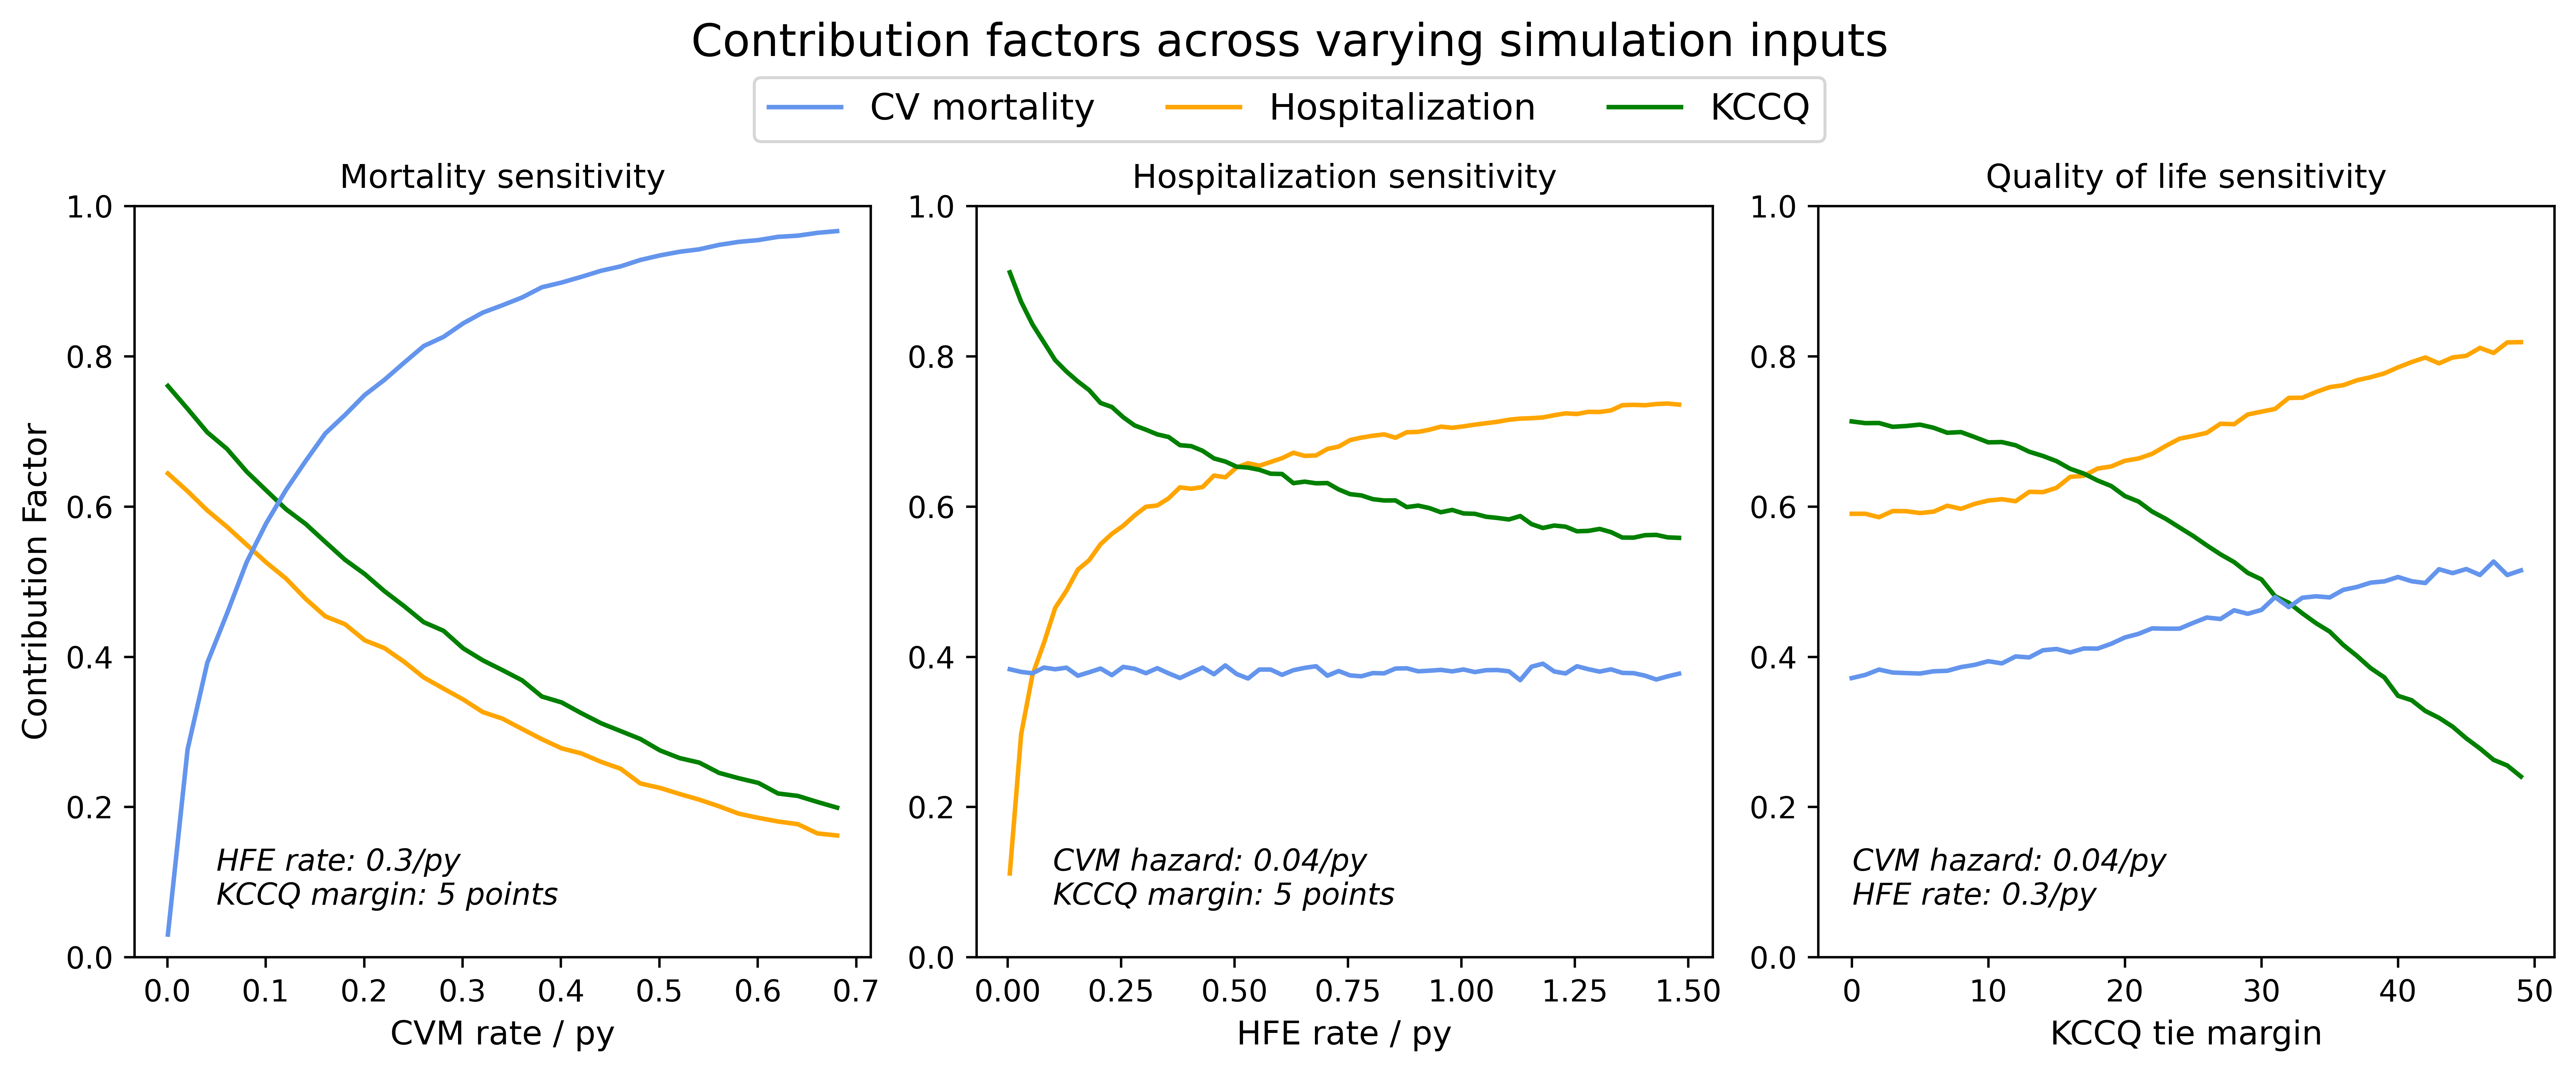 Contribution factors across varying simulation inputs
CV mortality
Hospitalization
KCCQ
Mortality sensitivity
Contribution Factor
1.0
0.8
0.6
0.4
0.2
0.0
HFE rate: 0.3/py
KCCQ margin: 5 points
0.0 0.1 0.2 0.3 0.4 0.5 0.6 0.7
CVM rate / py
Hospitalization sensitivity
1.0
0.8
0.6
0.4
0.2
0.0
CVM hazard: 0.04/py
KCCQ margin: 5 points
0.00 0.25 0.50 0.75 1.00 1.25 1.50
HFE rate / py
Quality of life sensitivity
1.0
0.8
0.6
0.4
0.2
0.0
CVM hazard: 0.04/py
HFE rate: 0.3/py
0 10 20 30 40 50
KCCQ tie margin